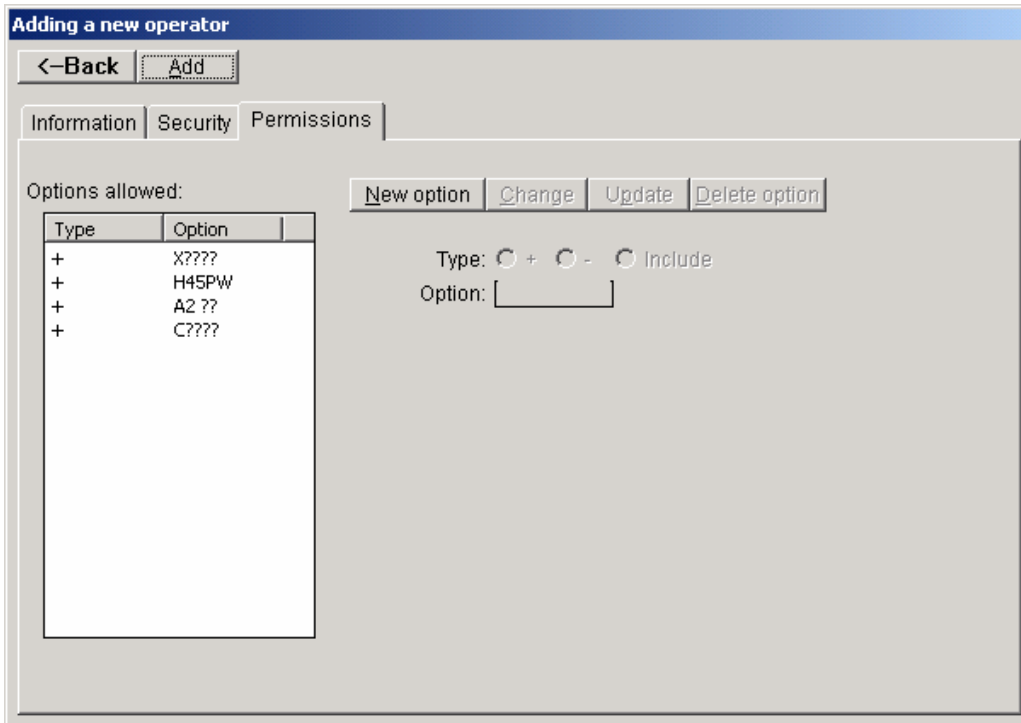 Adding a new operator
<-Back Add
Information Security Permissions
Options allowed:
New option Change Update Delete option
Type Option
+ X????
+ H45PW
+ A2 ??
+ C????
Type: + - Include
Option: